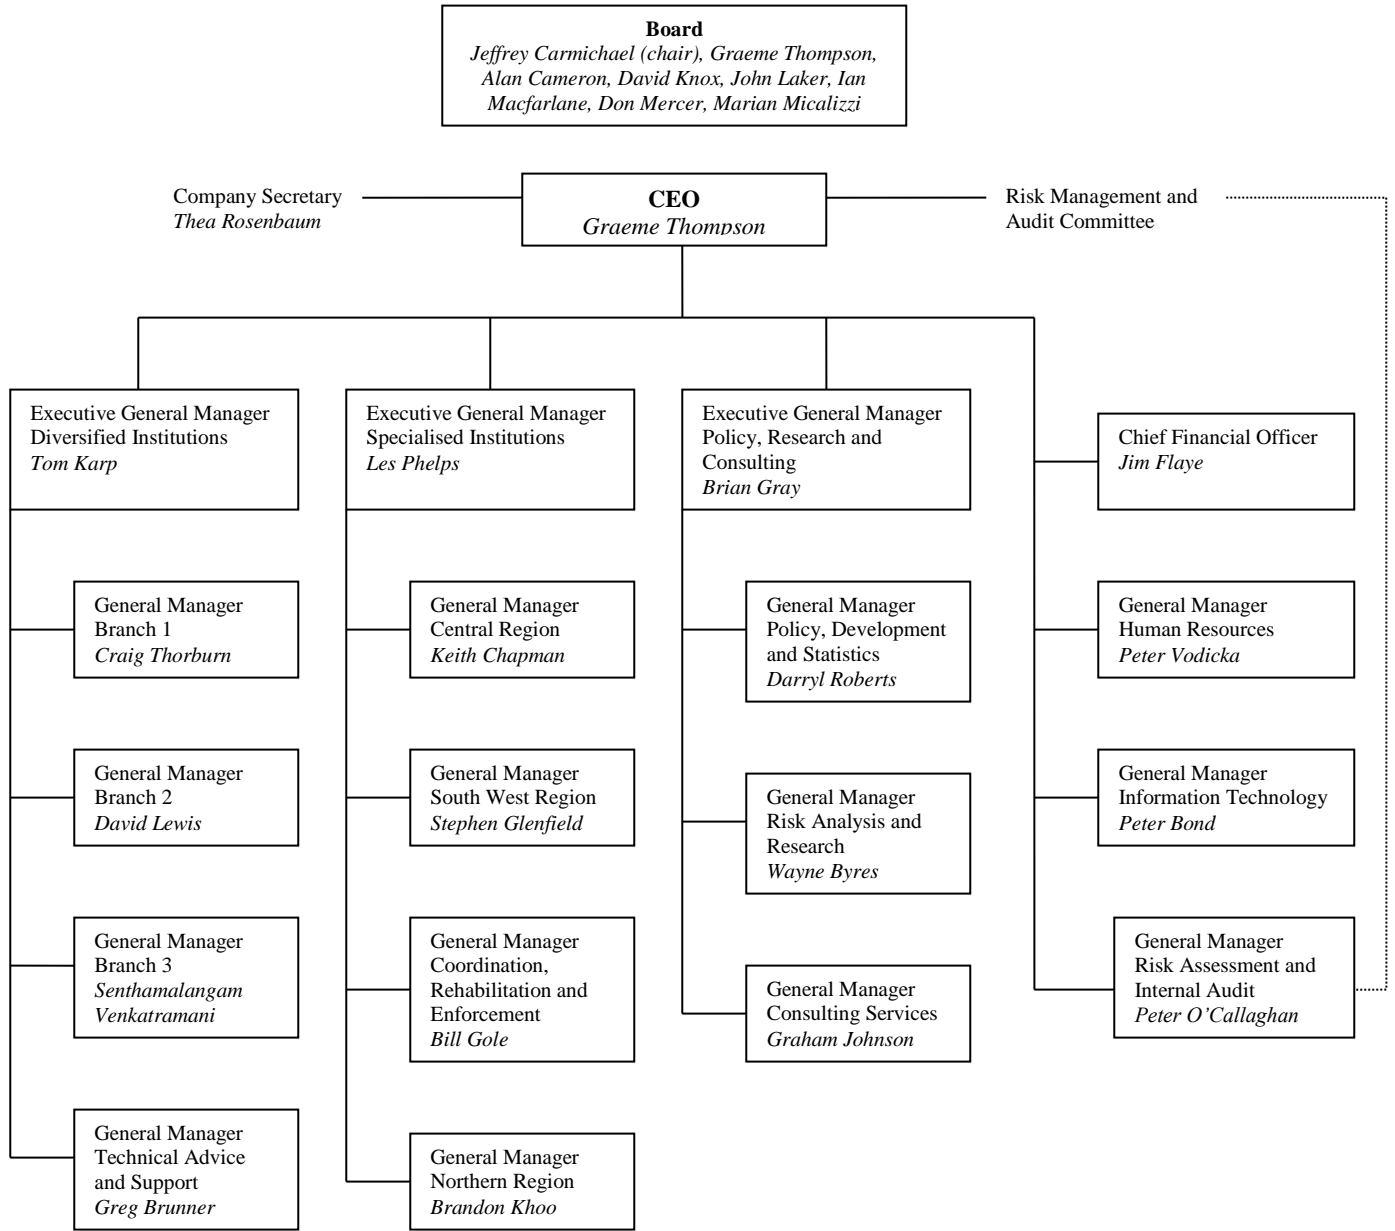 Board
Jeffrey Carmichael (chair), Graeme Thompson,
Alan Cameron, David Knox, John Laker, Ian
Macfarlane, Don Mercer, Marian Micalizzi
Company Secretary
Thea Rosenbaum
CEO
Graeme Thompson
Risk Management and
Audit Committee
Executive General Manager
Diversified Institutions
Tom Karp
Executive General Manager
Specialised Institutions
Les Phelps
Executive General Manager
Policy, Research and
Consulting
Brian Gray
Chief Financial Officer
Jim Flaye
General Manager
Branch 1
Craig Thorburn
General Manager
Central Region
Keith Chapman
General Manager
Policy, Development
and Statistics
Darryl Roberts
General Manager
Human Resources
Peter Vodicka
General Manager
Branch 2
David Lewis
General Manager
South West Region
Stephen Glenfield
General Manager
Risk Analysis and
Research
Wayne Byres
General Manager
Information Technology
Peter Bond
General Manager
Branch 3
Senthamalangam
Venkatramani
General Manager
Coordination,
Rehabilitation and
Enforcement
Bill Gole
General Manager
Consulting Services
Graham Johnson
General Manager
Risk Assessment and
Internal Audit
Peter O’Callaghan
General Manager
Technical Advice
and Support
Greg Brunner
General Manager
Northern Region
Brandon Khoo